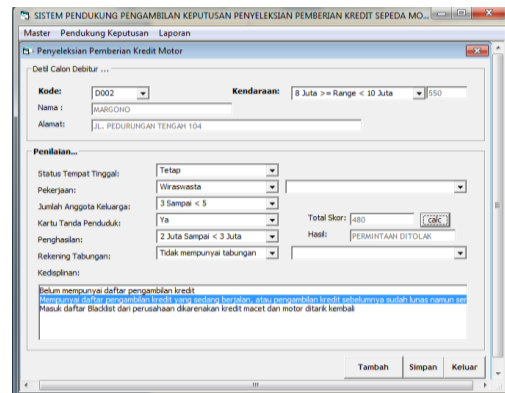 SISTEM PENDUKUNG PENGAMBILAN KEPUTUSAN PENYELEKSIAN PEMBERIAN KREDIT SEPEDA MO...
Master Pendukung Keputusan Laporan
Penyeleksian Pemberian Kredit Motor
Detil Calon Debitur ...
Kode: D002 Kendaraan: 8 Juta >= Range < 10 Juta 550
Nama : MARGONO
Alamat: JL. PEDURUNGAN TENGAH 104
Penilaian...
Status Tempat Tinggal: Tetap
Pekerjaan: Wiraswasta
Jumlah Anggota Keluarga: 3 Sampai < 5
Kartu Tanda Penduduk: Ya Total Skor: 480 calc
Penghasilan: 2 Juta Sampai < 3 Juta Hasil: PERMINTAAN DITOLAK
Rekening Tabungan: Tidak mempunyai tabungan
Kedisplinan:
Belum mempunyai daftar pengambilan kredit
Mempunyai daftar pengambilan kredit yang sedang berjalan, atau pengambilan kredit sebelumnya sudah lunas namun ser
Masuk daftar Blacklist dari perusahaan dikarenakan kredit macet dan motor ditarik kembali
Tambah Simpan Keluar